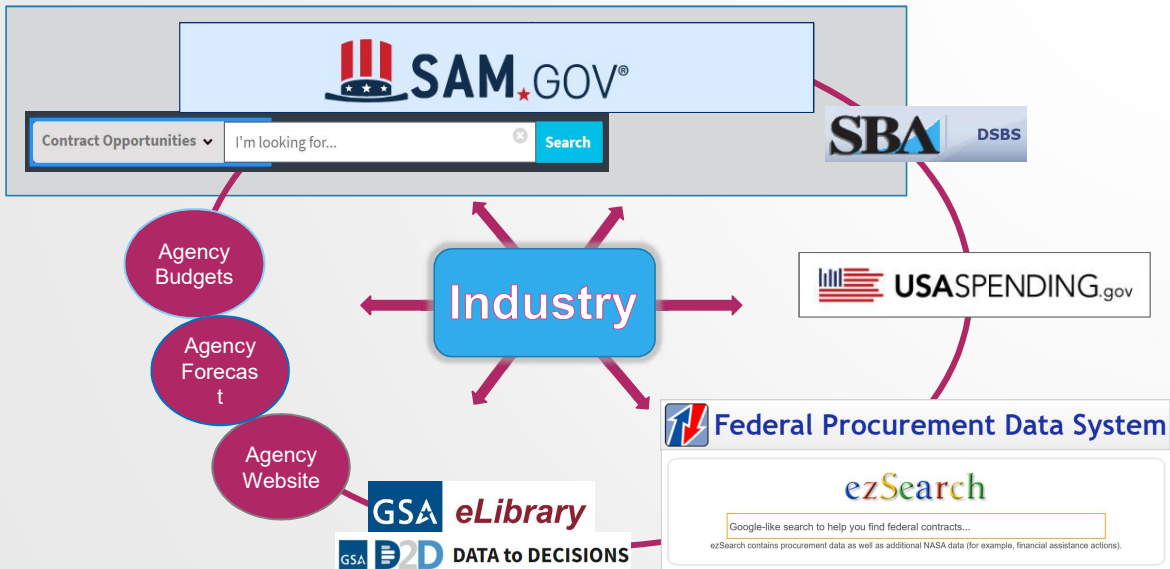 SAM.GOV®
Contract Opportunities
I'm looking for...
Search
SBA DSBS
Agency
Budgets
Industry
USASPENDING.gov
Agency
Forecas
t
Federal Procurement Data System
Agency
Website
ezSearch
GSA eLibrary
Google-like search to help you find federal contracts...
ezSearch contains procurement data as well as additional NASA data (for example, financial assistance actions).
GSA D2D DATA to DECISIONS